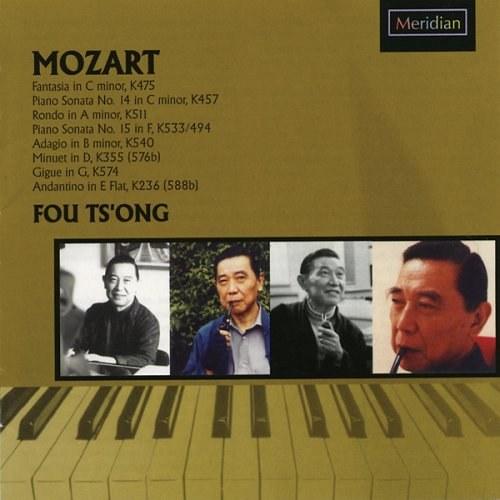 Meridian
MOZART
Fantasia in C minor, K475
Piano Sonata No. 14 in C minor, K457
Rondo in A minor, K511
Piano Sonata No. 15 in F, K533/494
Adagio in B minor, K540
Minuet in D, K355 (576b)
Gigue in G, K574
Andantino in E Flat, K236 (588b)
FOU TS'ONG